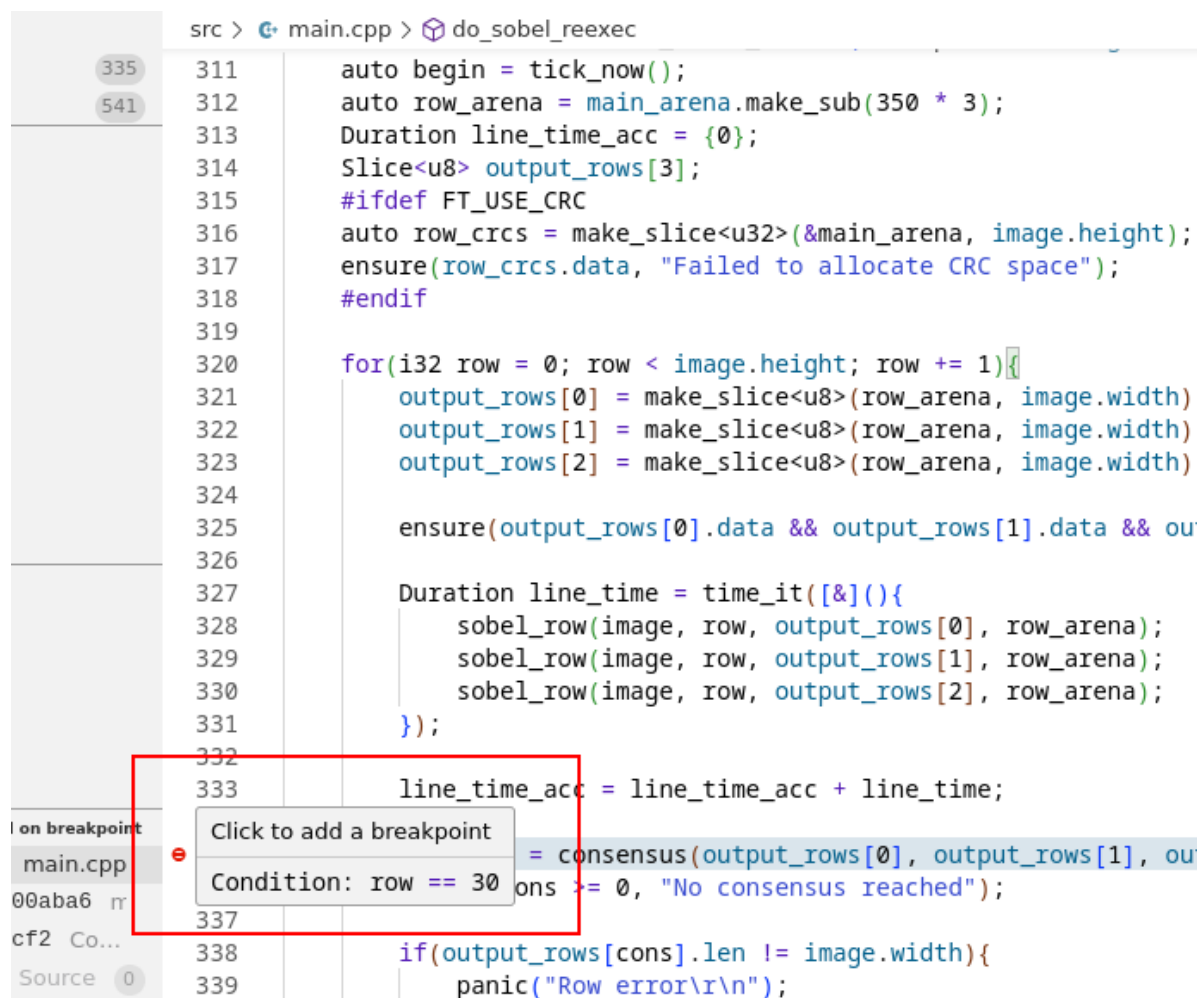 src > main.cpp > do_sobel_reexec
335
541
311 auto begin = tick_now();
312 auto row_arena = main_arena.make_sub(350 * 3);
313 Duration line_time_acc = {0};
314 Slice<u8> output_rows[3];
315 #ifdef FT_USE_CRC
316 auto row_crcs = make_slice<u32>(&main_arena, image.height);
317 ensure(row_crcs.data, "Failed to allocate CRC space");
318 #endif
319
320 for(i32 row = 0; row < image.height; row += 1){
321 output_rows[0] = make_slice<u8>(row_arena, image.width)
322 output_rows[1] = make_slice<u8>(row_arena, image.width)
323 output_rows[2] = make_slice<u8>(row_arena, image.width)
324
325 ensure(output_rows[0].data && output_rows[1].data && ou
326
327 Duration line_time = time_it([&](){
328 sobel_row(image, row, output_rows[0], row_arena);
329 sobel_row(image, row, output_rows[1], row_arena);
330 sobel_row(image, row, output_rows[2], row_arena);
331 });
332
333 line_time_acc = line_time_acc + line_time;
on breakpoint
Click to add a breakpoint
main.cpp
= consensus(output_rows[0], output_rows[1], ou
Condition: row == 30
ons >= 0, "No consensus reached");
00aba6 m
337
cf2 Co...
338 if(output_rows[cons].len != image.width){
Source 0
339 panic("Row error\r\n");